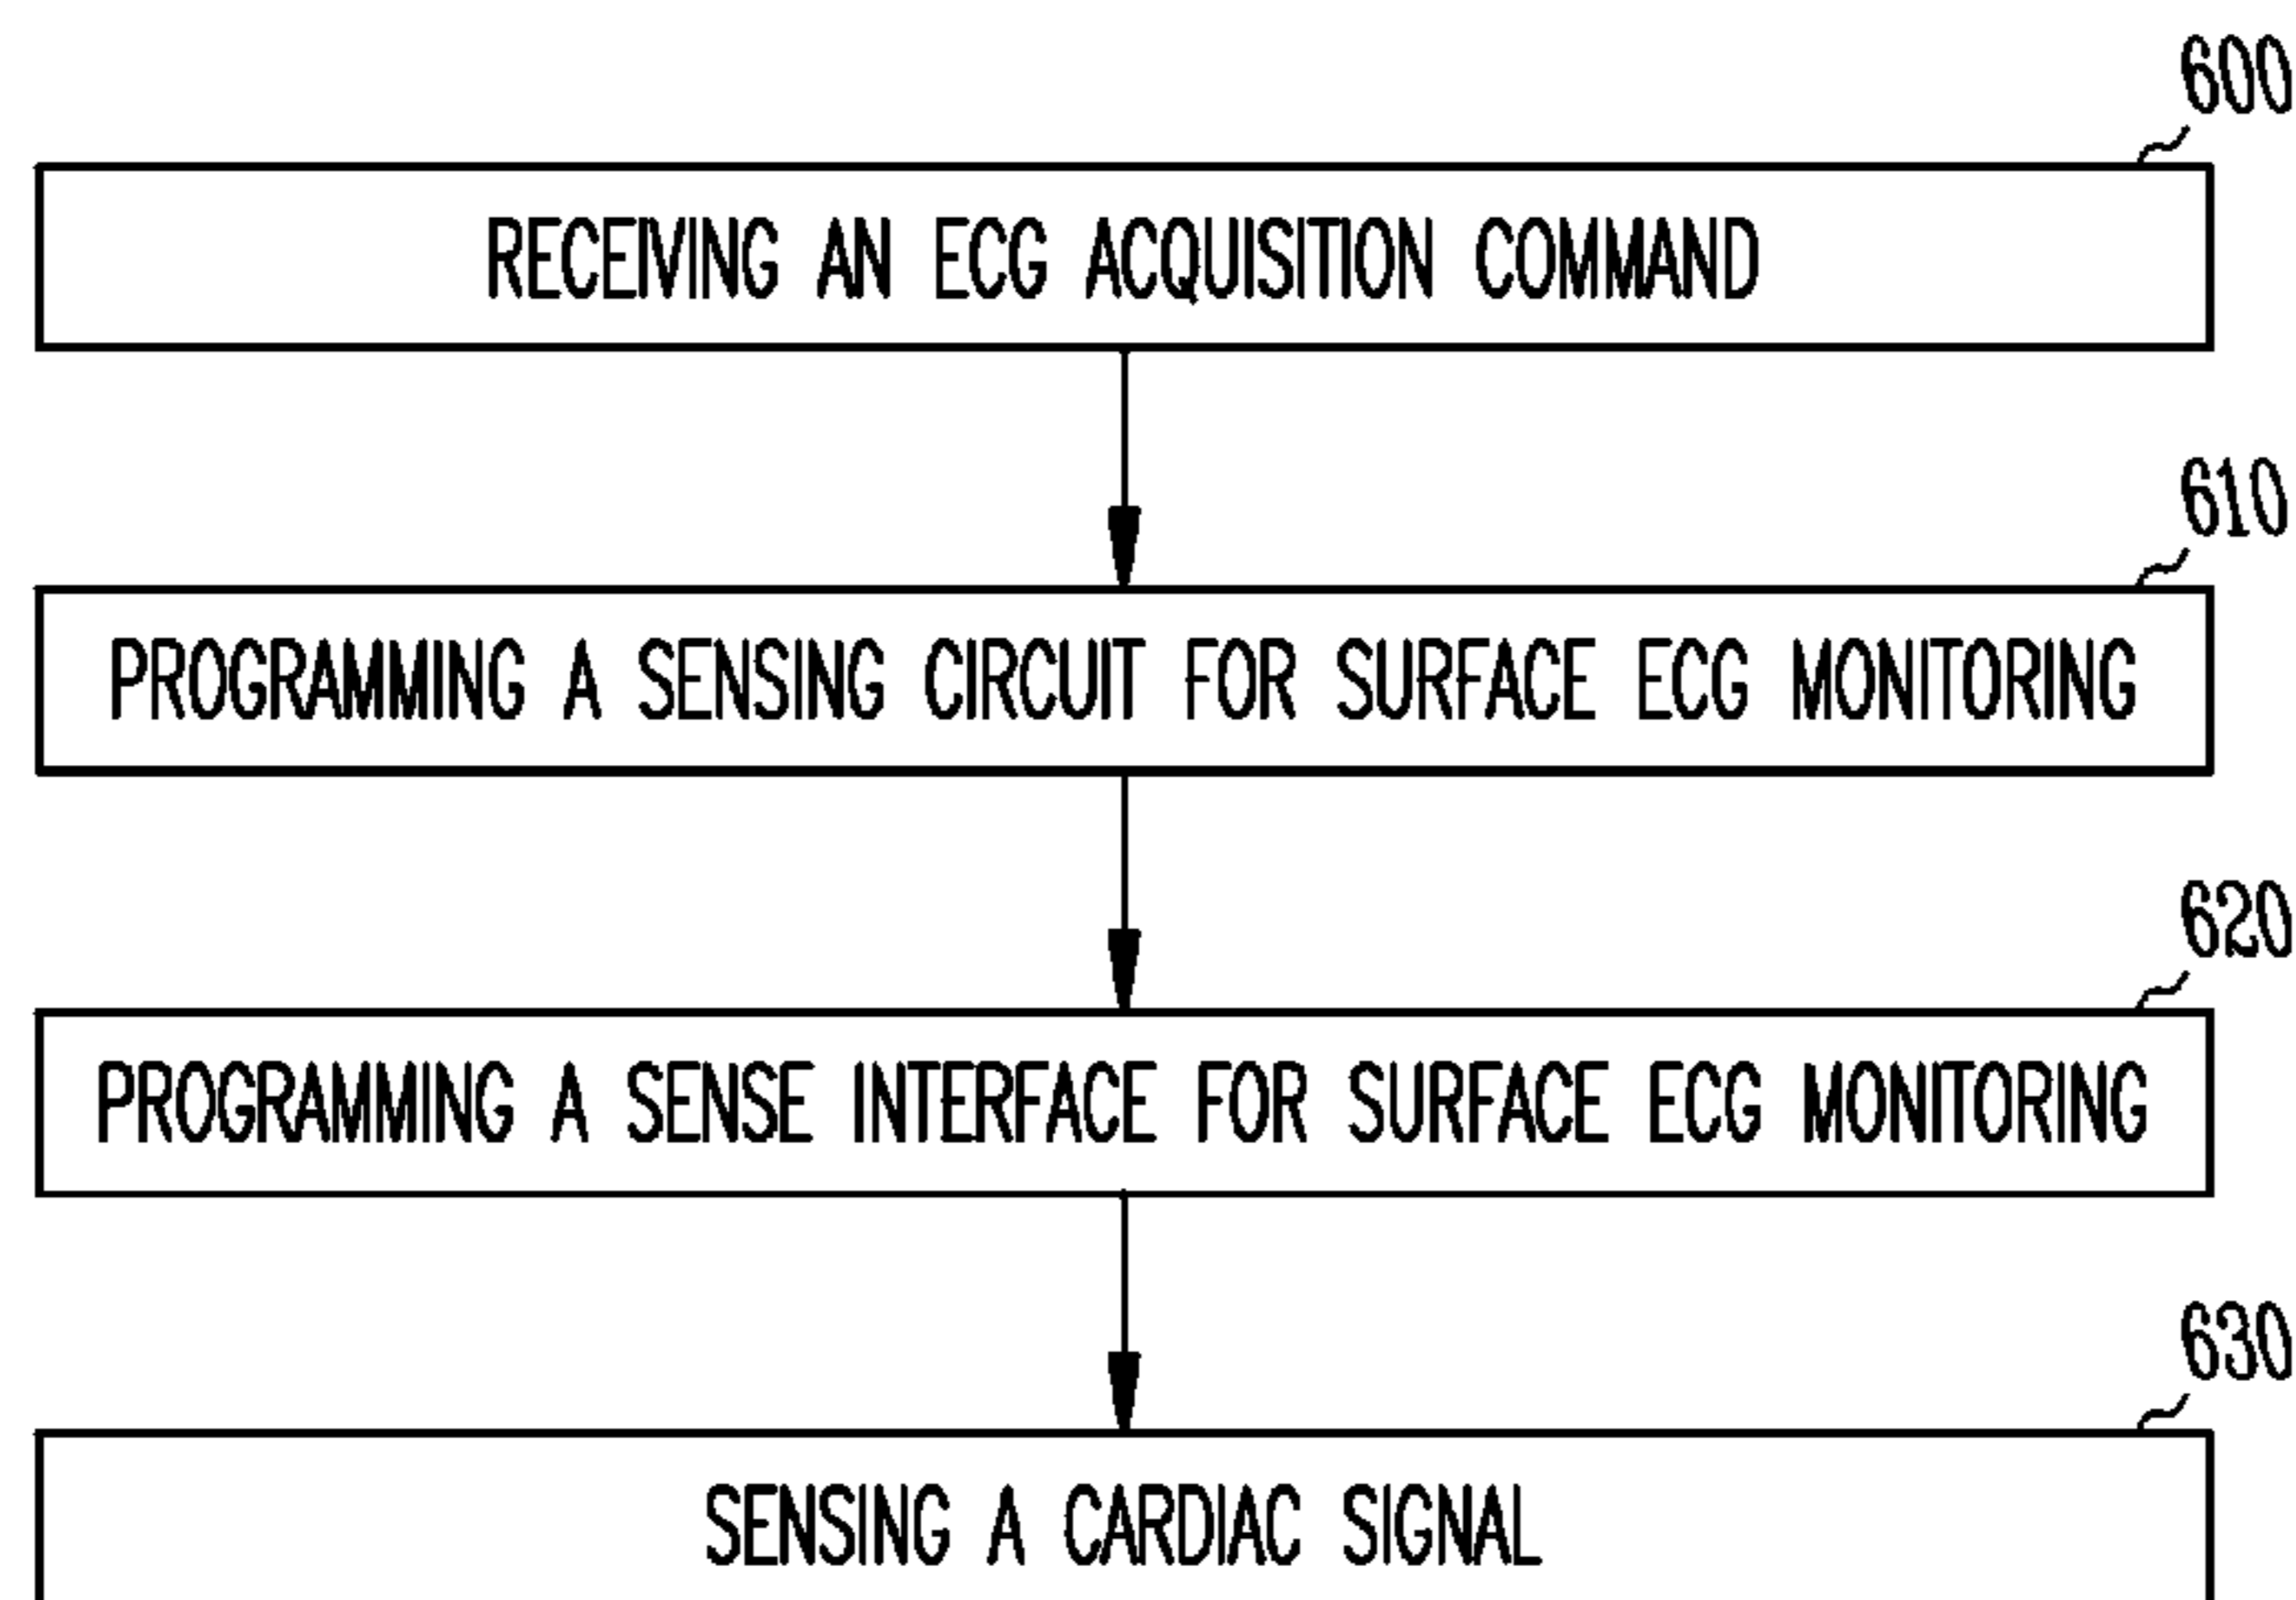 600
RECEIVING AN ECG ACQUISITION COMMAND
610
PROGRAMMING A SENSING CIRCUIT FOR SURFACE ECG MONITORING
620
PROGRAMMING A SENSE INTERFACE FOR SURFACE ECG MONITORING
630
SENSING A CARDIAC SIGNAL